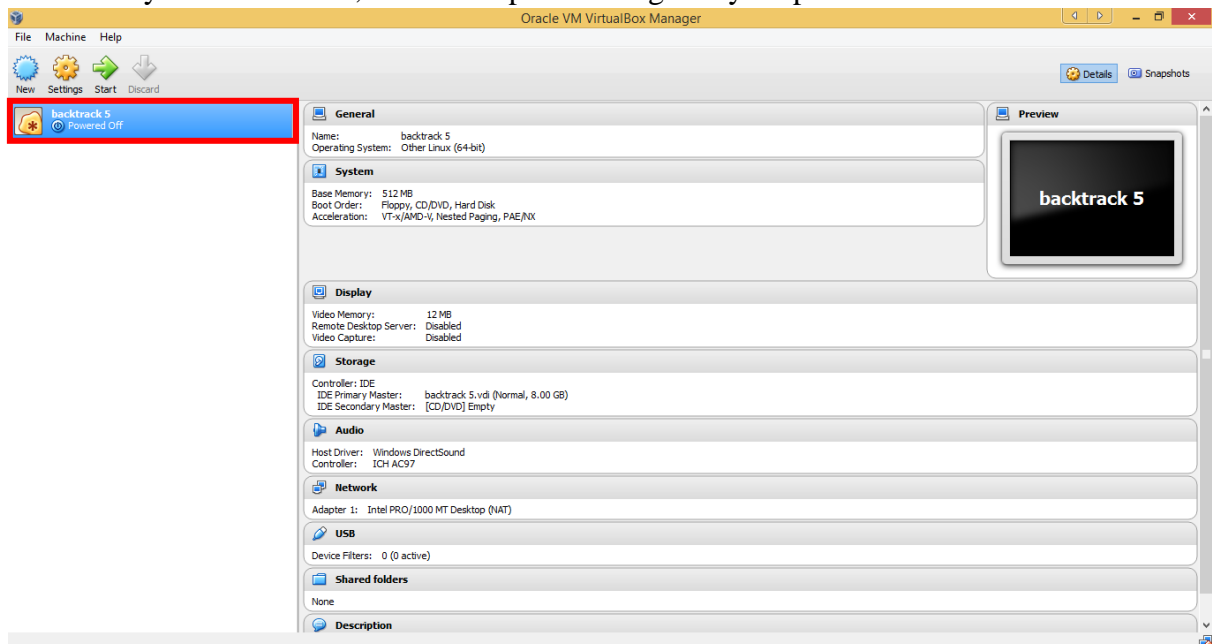 Oracle VM VirtualBox Manager
File Machine Help
New Settings Start Discard
Details Snapshots
backtrack 5
Powered Off
General
Name: backtrack 5
Operating System: Other Linux (64-bit)
System
Base Memory: 512 MB
Boot Order: Floppy, CD/DVD, Hard Disk
Acceleration: VT-x/AMD-V, Nested Paging, PAE/NX
Preview
backtrack 5
Display
Video Memory: 12 MB
Remote Desktop Server: Disabled
Video Capture: Disabled
Storage
Controller: IDE
IDE Primary Master: backtrack 5.vdi (Normal, 8.00 GB)
IDE Secondary Master: [CD/DVD] Empty
Audio
Host Driver: Windows DirectSound
Controller: ICH AC97
Network
Adapter 1: Intel PRO/1000 MT Desktop (NAT)
USB
Device Filters: 0 (0 active)
Shared folders
None
Description